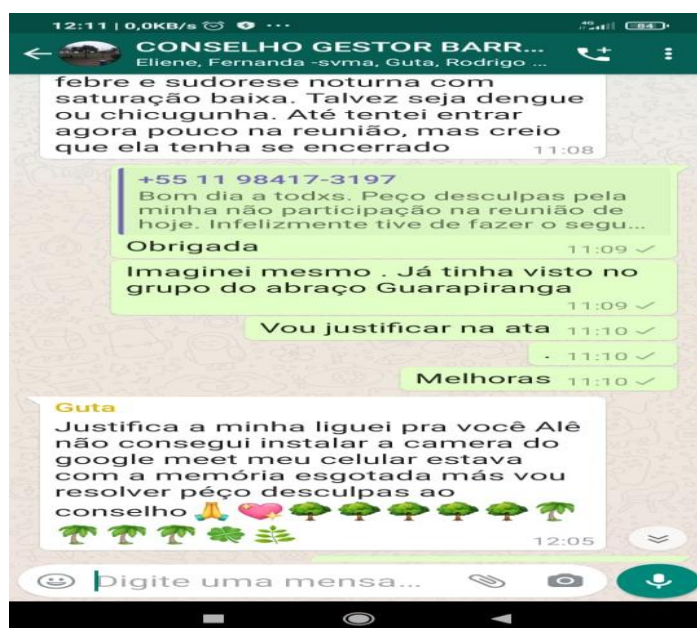 12:11 | 0,0KB/s ...
4G 84
CONSELHO GESTOR BARR...
Eliene, Fernanda -svma, Guta, Rodrigo ...
febre e sudorese noturna com
saturação baixa. Talvez seja dengue
ou chicugunha. Até tentei entrar
agora pouco na reunião, mas creio
que ela tenha se encerrado 11:08
+55 11 98417-3197
Bom dia a todxs. Peço desculpas pela
minha não participação na reunião de
hoje. Infelizmente tive de fazer o segu...
Obrigada 11:09
Imaginei mesmo . Já tinha visto no
grupo do abraço Guarapiranga
11:09
Vou justificar na ata 11:10
. 11:10
Melhoras 11:10
Guta
Justifica a minha liguei pra você Alê
não consegui instalar a camera do
google meet meu celular estava
com a memória esgotada más vou
resolver péço desculpas ao
conselho 🙏 💖 🌳 🌳 🌳 🌳 🌳 🌴
🌴 🌴 🌴 🍀 🌿 12:05
Digite uma mensa...